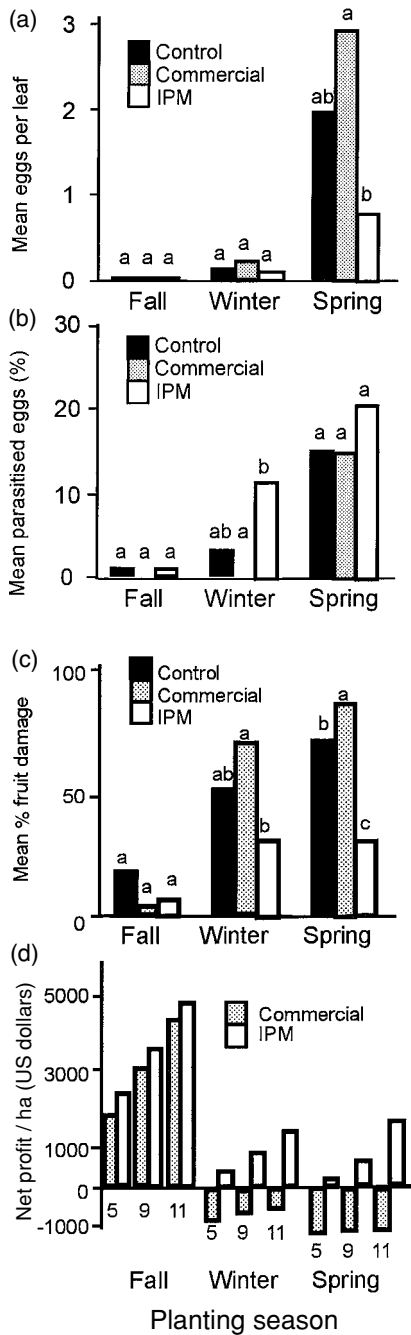 (a)
3
2
1
0
Mean eggs per leaf
Control
Commercial
IPM
a a a
a a a
ab a b
Fall Winter Spring
(b)
30
20
10
0
Mean parasitised eggs (%)
Control
Commercial
IPM
a a a
ab a b
a a a
Fall Winter Spring
(c)
100
50
0
Mean % fruit damage
Control
Commercial
IPM
a a a
ab a b
b a c
Fall Winter Spring
(d)
5000
3000
1000
0
-1000
Net profit / ha (US dollars)
Commercial
IPM
5 9 11
5 9 11
5 9 11
Fall Winter Spring
Planting season